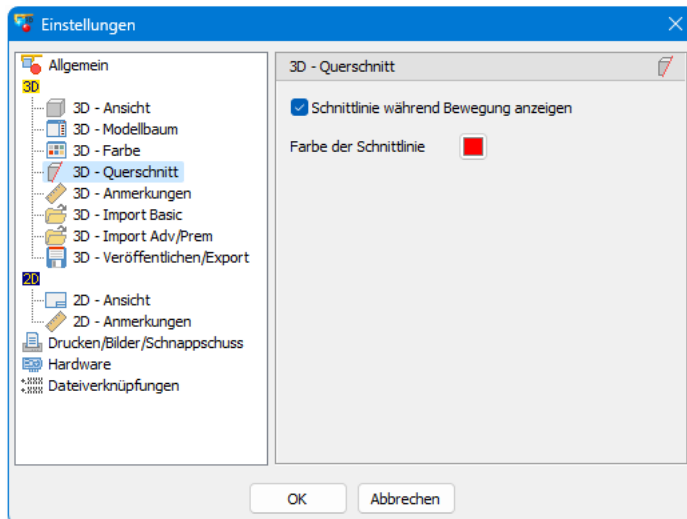 Einstellungen
Allgemein
3D
3D - Ansicht
3D - Modellbaum
3D - Farbe
3D - Querschnitt
3D - Anmerkungen
3D - Import Basic
3D - Import Adv/Prem
3D - Veröffentlichen/Export
2D
2D - Ansicht
2D - Anmerkungen
Drucken/Bilder/Schnappschuss
Hardware
*.XXX
*.XXX
Dateiverknüpfungen
3D - Querschnitt
Schnittlinie während Bewegung anzeigen
Farbe der Schnittlinie
OK
Abbrechen